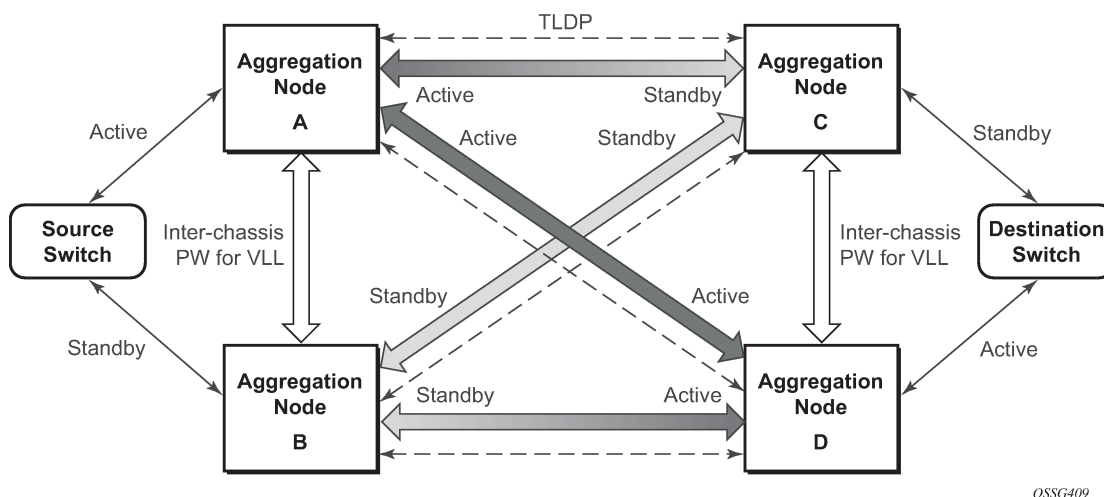 TLDP
Aggregation
Node
A
Aggregation
Node
C
Active
Standby
Active
Standby
Active
Standby
Source
Switch
Inter-chassis
PW for VLL
Inter-chassis
PW for VLL
Destination
Switch
Standby
Active
Standby
Active
Aggregation
Node
B
Standby
Active
Aggregation
Node
D
OSSG409